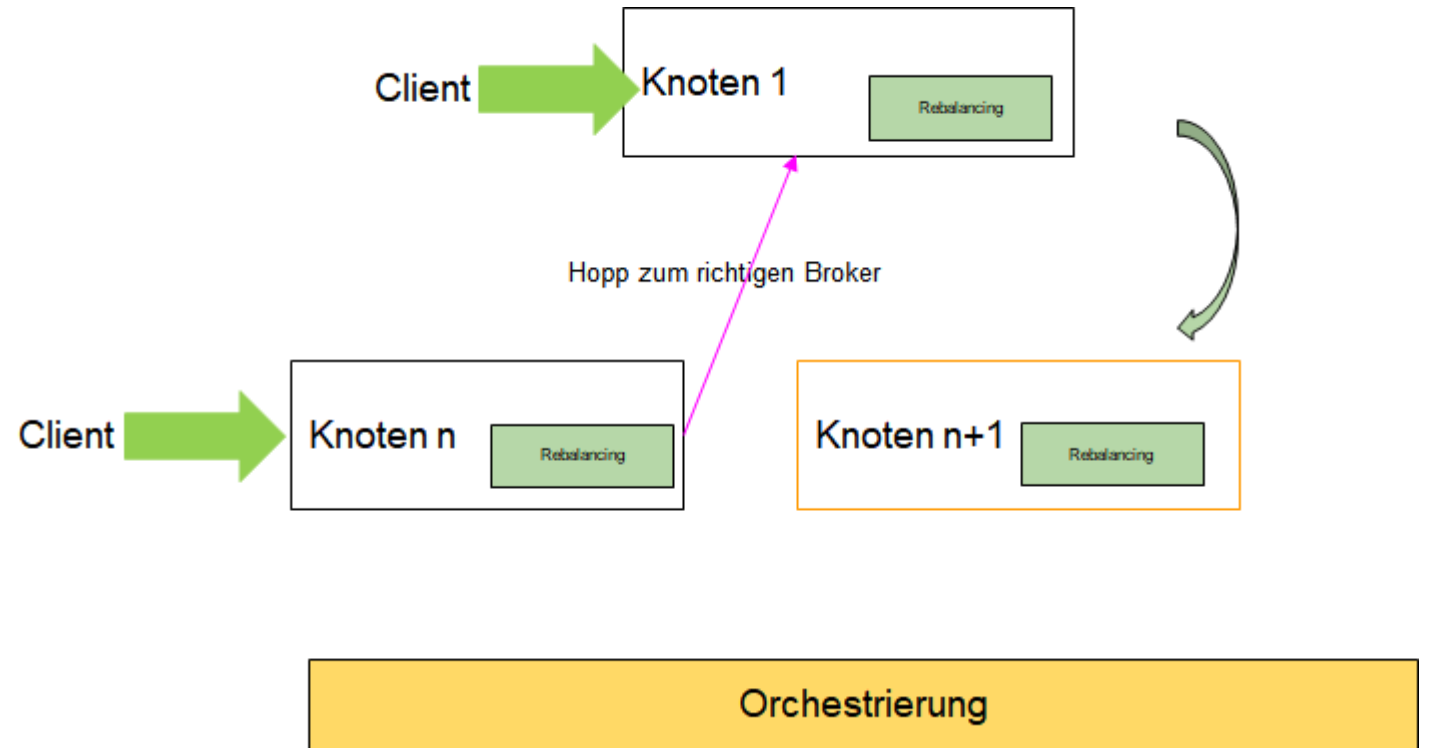 Client
Knoten 1
Rebalancing
Hopp zum richtigen Broker
Client
Knoten n
Rebalancing
Knoten n+1
Rebalancing
Orchestrierung